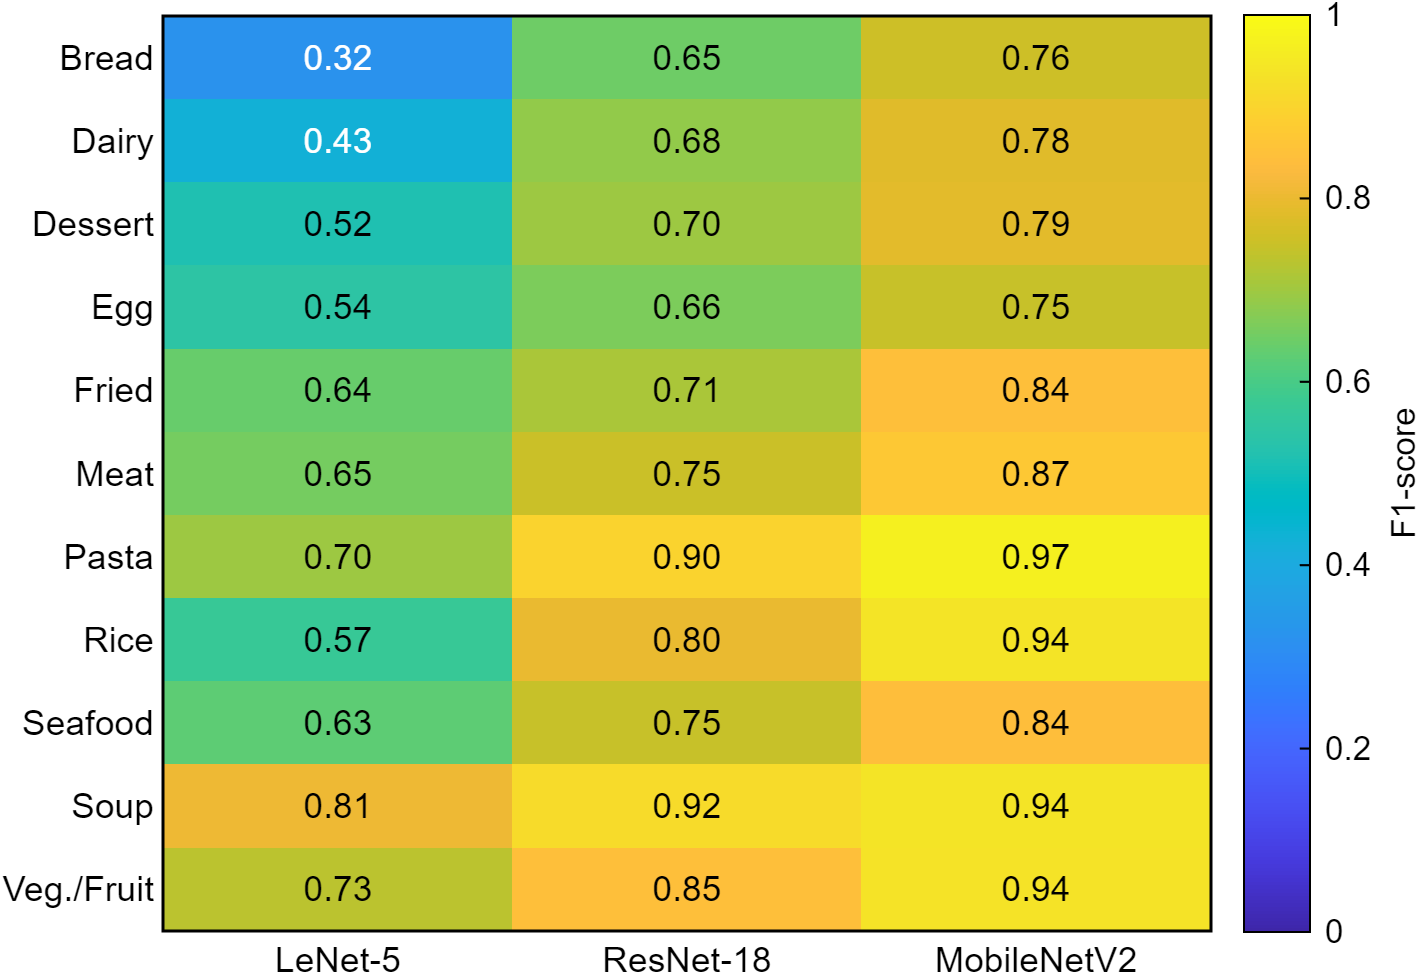 Bread 0.32 0.65 0.76
Dairy 0.43 0.68 0.78
Dessert 0.52 0.70 0.79
Egg 0.54 0.66 0.75
Fried 0.64 0.71 0.84
Meat 0.65 0.75 0.87
Pasta 0.70 0.90 0.97
Rice 0.57 0.80 0.94
Seafood 0.63 0.75 0.84
Soup 0.81 0.92 0.94
Veg./Fruit 0.73 0.85 0.94
LeNet-5 ResNet-18 MobileNetV2
1
0.8
0.6
0.4
0.2
0
F1-score